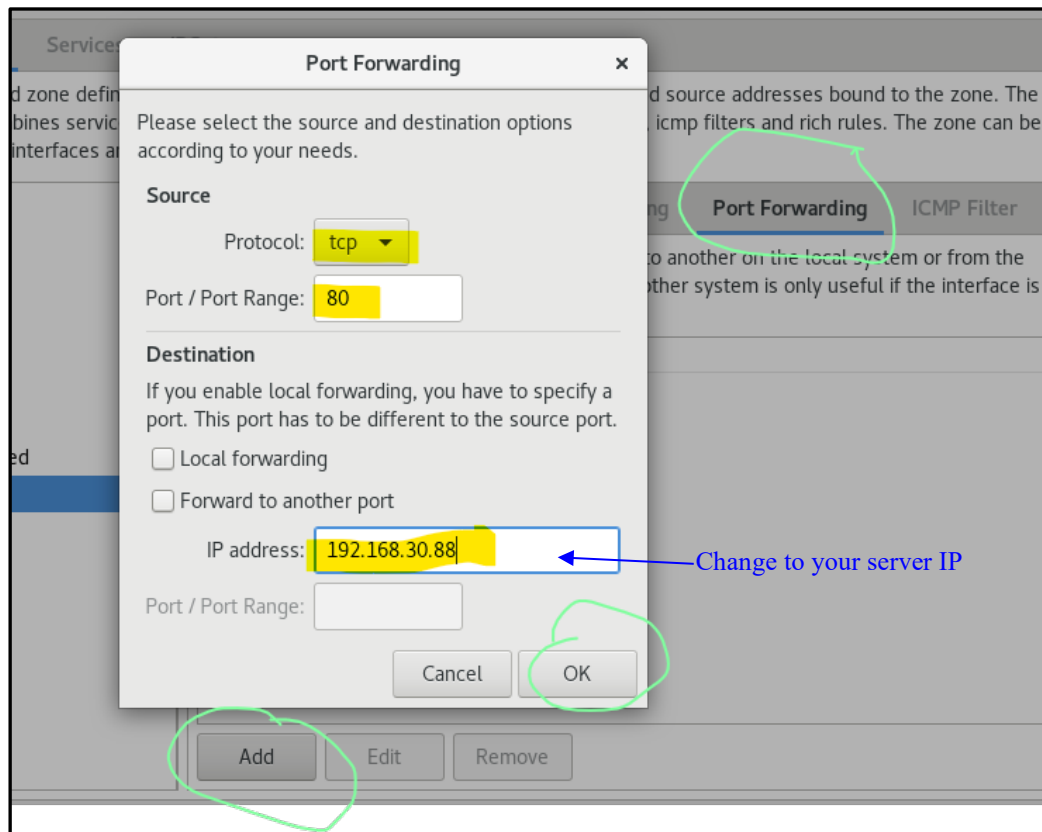 Services
Port Forwarding
×
d zone defin
d source addresses bound to the zone. The
bines servic
, icmp filters and rich rules. The zone can be
interfaces a
Please select the source and destination options
according to your needs.
Source
ng Port Forwarding ICMP Filter
Protocol: tcp
to another on the local system or from the
Port / Port Range: 80
other system is only useful if the interface is
Destination
If you enable local forwarding, you have to specify a
port. This port has to be different to the source port.
Local forwarding
ed
Forward to another port
IP address: 192.168.30.88
Change to your server IP
Port / Port Range:
Cancel OK
Add Edit Remove